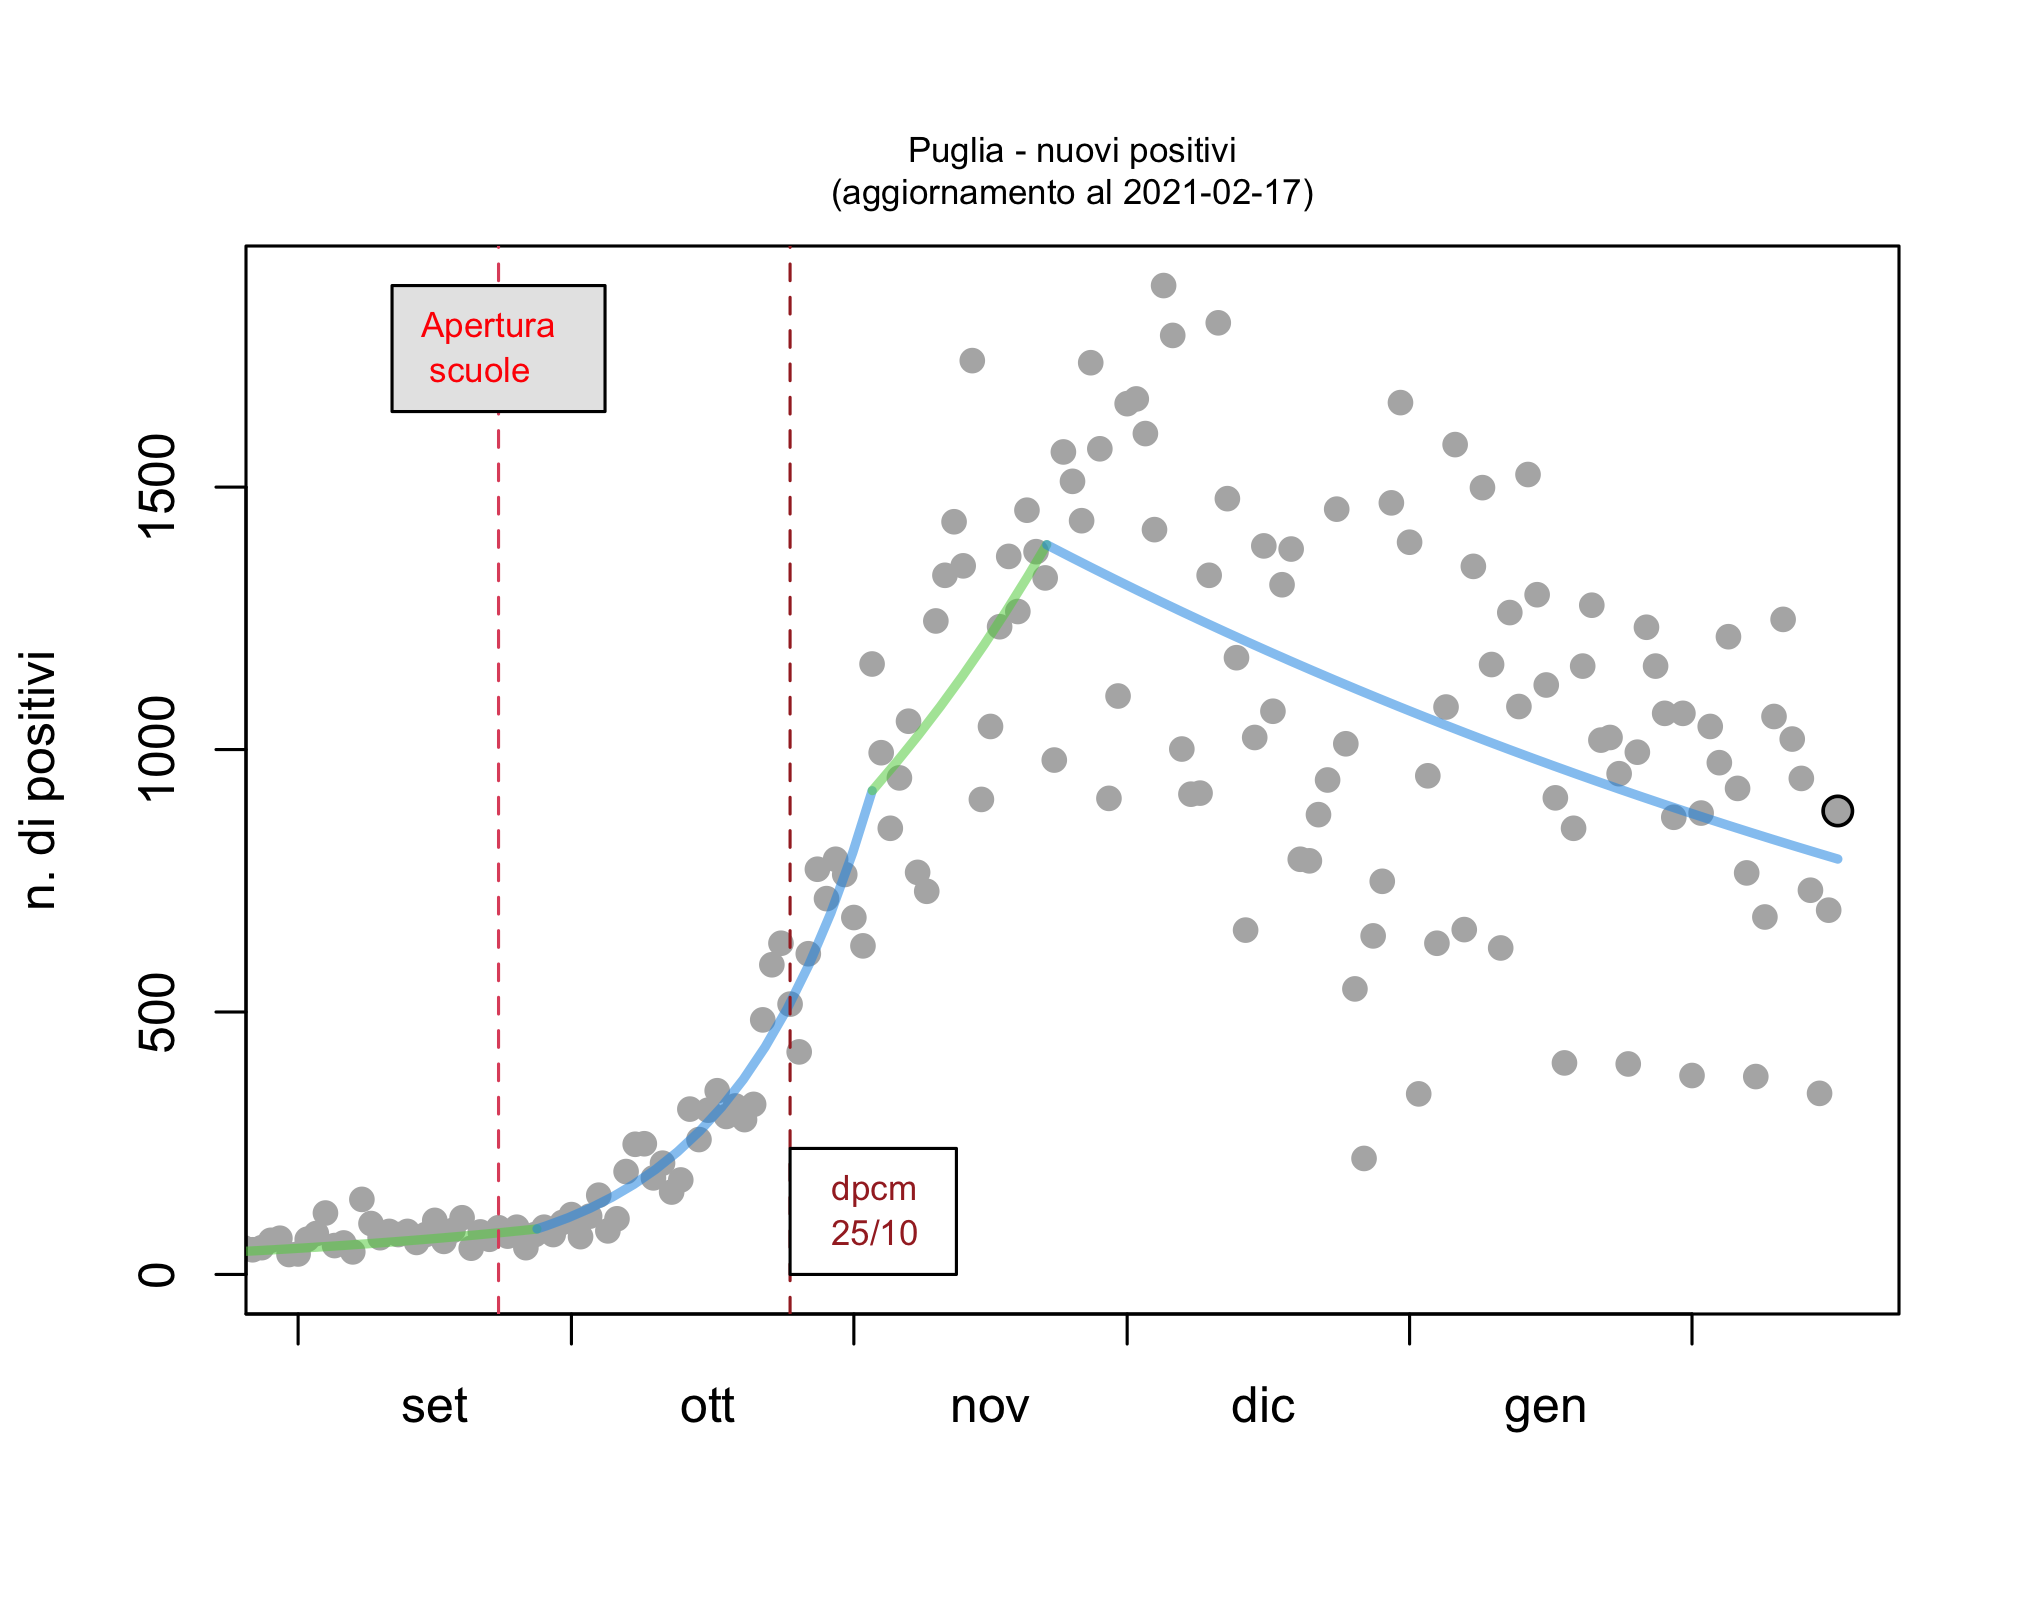 Puglia - nuovi positivi
(aggiornamento al 2021-02-17)
Apertura
scuole
n. di positivi
1500
1000
500
0
dpcm
25/10
set ott nov dic gen